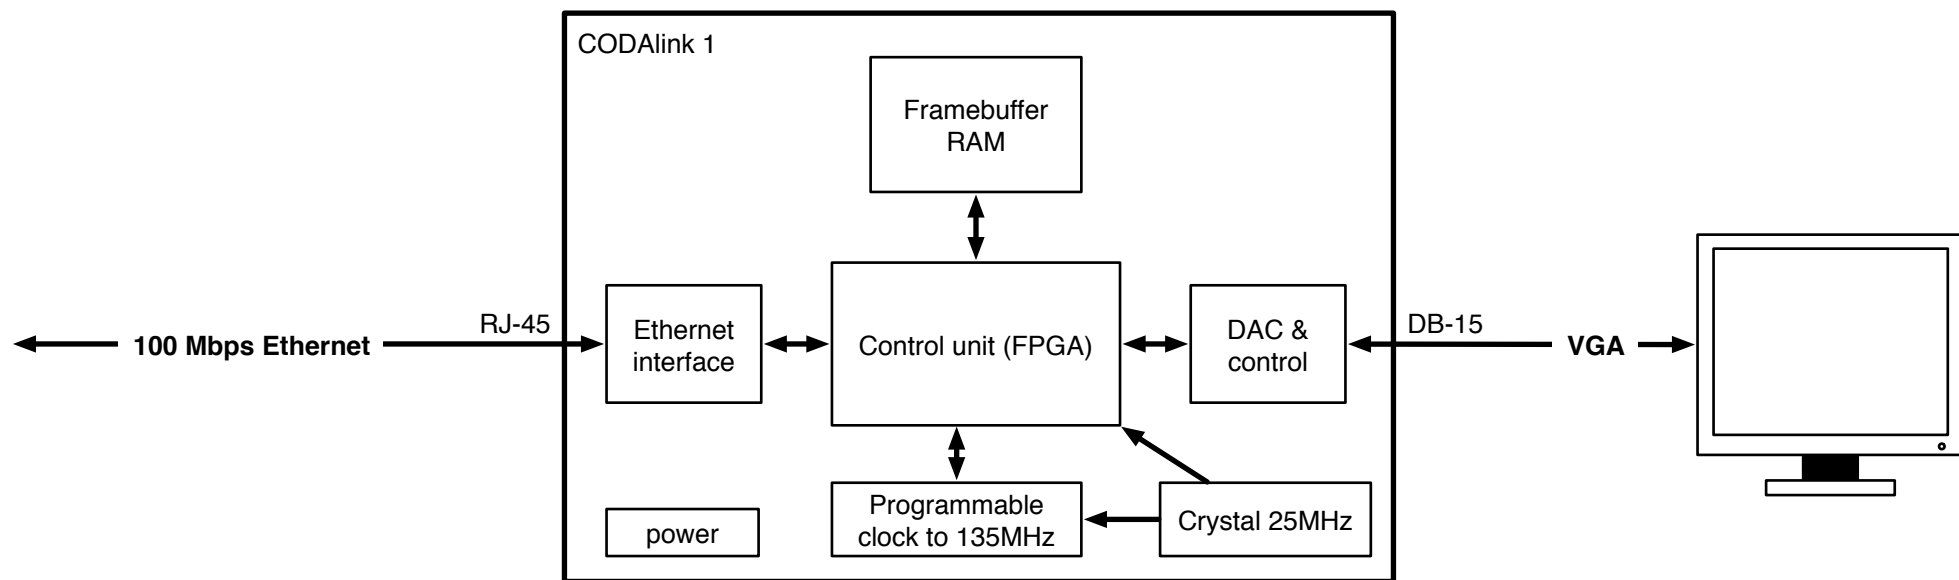 CODAlink 1
Framebuffer
RAM
RJ-45
100 Mbps Ethernet
Ethernet
interface
Control unit (FPGA)
DAC &
control
DB-15
VGA
power
Programmable
clock to 135MHz
Crystal 25MHz